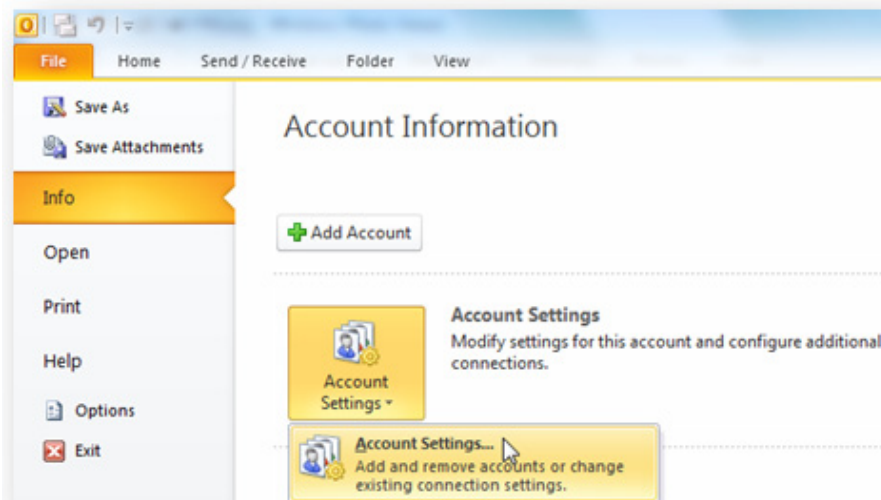 File Home Send / Receive Folder View
Save As
Save Attachments
Info
Open
Print
Help
Options
Exit
Account Information
Add Account
Account Settings
Account Settings
Modify settings for this account and configure additional
connections.
Account Settings...
Add and remove accounts or change
existing connection settings.